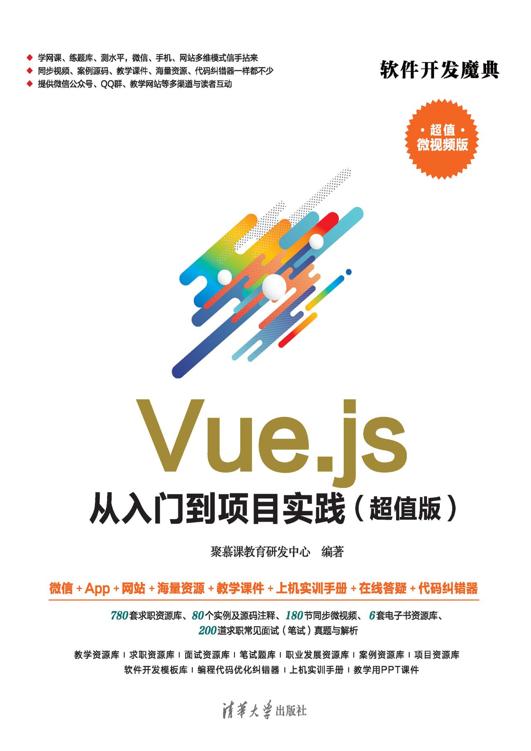 ◆ 学网课、练题库、测水平，微信、手机、网站多维模式信手拈来
◆ 同步视频、案例源码、教学课件、海量资源、代码纠错器一样都不少
◆ 提供微信公众号、QQ群、教学网站等多渠道与读者互动
软件开发魔典
·超值·
微视频版
Vue.js
从入门到项目实践（超值版）
聚慕课教育研发中心 编著
微信＋App＋网站＋海量资源＋教学课件＋上机实训手册＋在线答疑＋代码纠错器
780套求职资源库、80个实例及源码注释、180节同步微视频、6套电子书资源库、
200道求职常见面试（笔试）真题与解析
教学资源库 | 求职资源库 | 面试资源库 | 笔试题库 | 职业发展资源库 | 案例资源库 | 项目资源库
软件开发模板库 | 编程代码优化纠错器 | 上机实训手册 | 教学用PPT课件
清华大学出版社